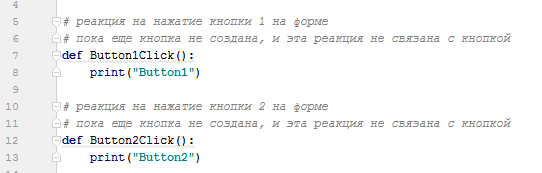 4
5 # реакция на нажатие кнопки 1 на форме
6 # пока еще кнопка не создана, и эта реакция не связана с кнопкой
7 def Button1Click():
8 print("Button1")
9
10 # реакция на нажатие кнопки 2 на форме
11 # пока еще кнопка не создана, и эта реакция не связана с кнопкой
12 def Button2Click():
13 print("Button2")